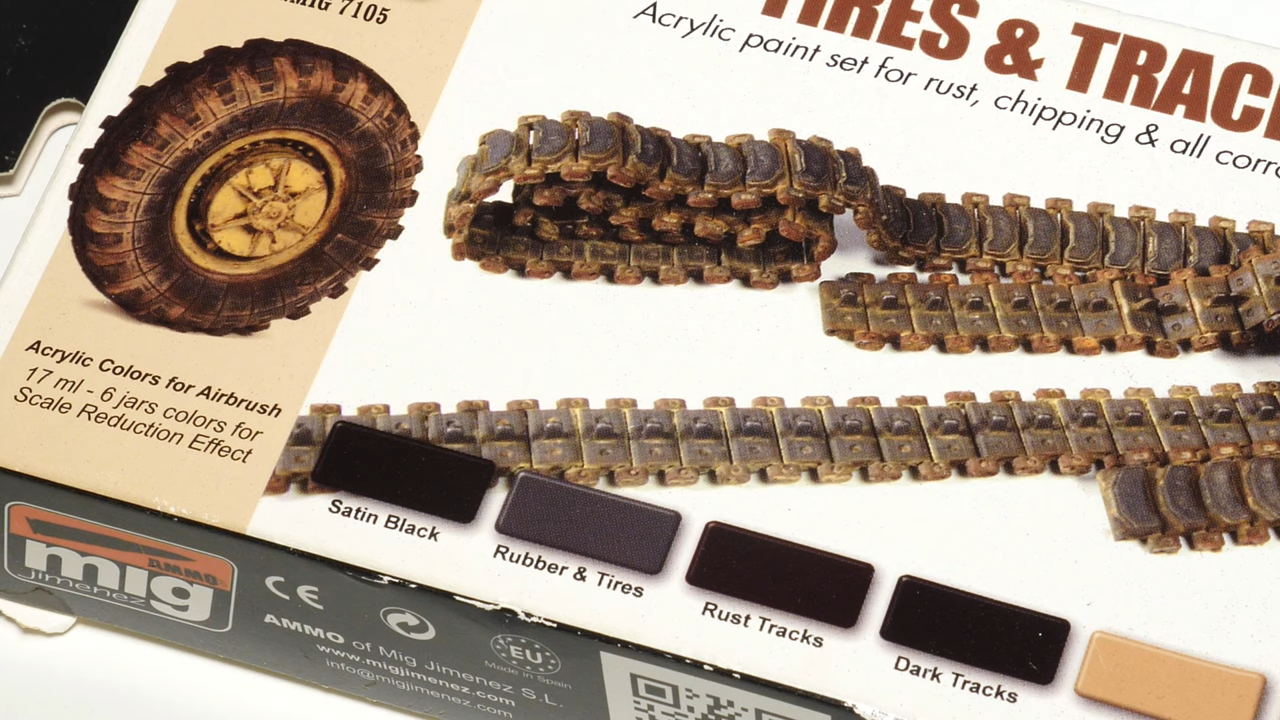 MIG 7105
TIRES & TRAC
Acrylic paint set for rust, chipping & all corro
Acrylic Colors for Airbrush
17 ml - 6 jars colors for
Scale Reduction Effect
Satin Black
Rubber & Tires
Rust Tracks
Dark Tracks
AMMO
mig
jimenez
CE
AMMO of Mig Jimenez S.L.
www.migjimenez.com
info@migjimenez.com
EU
Made in Spain